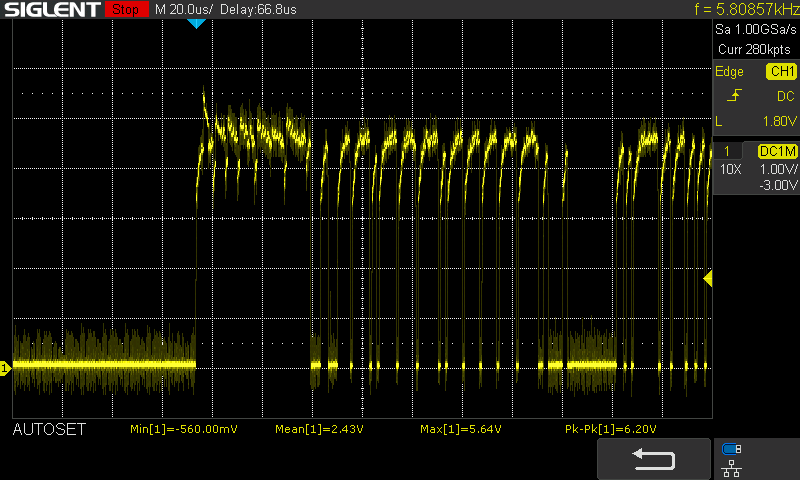 SIGLENT Stop M 20.0us/ Delay:66.8us f = 5.80857kHz
Sa 1.00GSa/s
Curr 280kpts
Edge CH1
DC
L 1.80V
1 DC1M
10X 1.00V/
-3.00V
1
AUTOSET Min[1]=-560.00mV Mean[1]=2.43V Max[1]=5.64V Pk-Pk[1]=6.20V